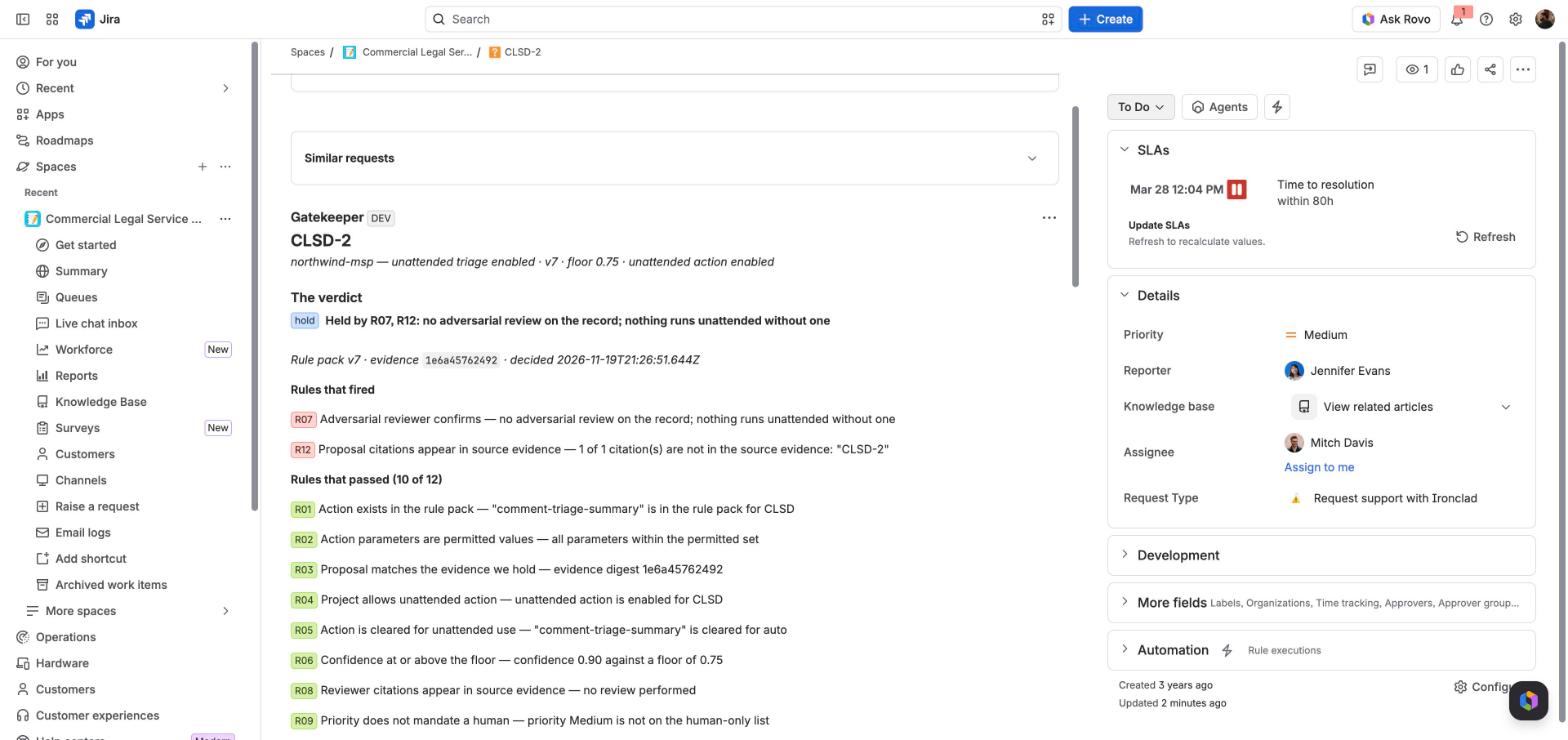 Jira
Search
Create
Ask Rovo
1
For you
Recent
Apps
Roadmaps
Spaces
Recent
Commercial Legal Service ...
Get started
Summary
Queues
Live chat inbox
Workforce New
Reports
Knowledge Base
Surveys New
Customers
Channels
Raise a request
Email logs
Add shortcut
Archived work items
More spaces
Operations
Hardware
Customers
Customer experiences
Spaces / Commercial Legal Ser... / CLSD-2
Similar requests
Gatekeeper DEV
CLSD-2
northwind-msp — unattended triage enabled · v7 · floor 0.75 · unattended action enabled
The verdict
hold Held by R07, R12: no adversarial review on the record; nothing runs unattended without one
Rule pack v7 · evidence 1e6a45762492 · decided 2026-11-19T21:26:51.644Z
Rules that fired
R07 Adversarial reviewer confirms — no adversarial review on the record; nothing runs unattended without one
R12 Proposal citations appear in source evidence — 1 of 1 citation(s) are not in the source evidence: "CLSD-2"
Rules that passed (10 of 12)
R01 Action exists in the rule pack — "comment-triage-summary" is in the rule pack for CLSD
R02 Action parameters are permitted values — all parameters within the permitted set
R03 Proposal matches the evidence we hold — evidence digest 1e6a45762492
R04 Project allows unattended action — unattended action is enabled for CLSD
R05 Action is cleared for unattended use — "comment-triage-summary" is cleared for auto
R06 Confidence at or above the floor — confidence 0.90 against a floor of 0.75
R08 Reviewer citations appear in source evidence — no review performed
R09 Priority does not mandate a human — priority Medium is not on the human-only list
1
To Do
Agents
SLAs
Mar 28 12:04 PM
Time to resolution
within 80h
Update SLAs
Refresh to recalculate values.
Refresh
Details
Priority
Medium
Reporter
Jennifer Evans
Knowledge base
View related articles
Assignee
Mitch Davis
Assign to me
Request Type
Request support with Ironclad
Development
More fields Labels, Organizations, Time tracking, Approvers, Approver group...
Automation Rule executions
Created 3 years ago
Updated 2 minutes ago